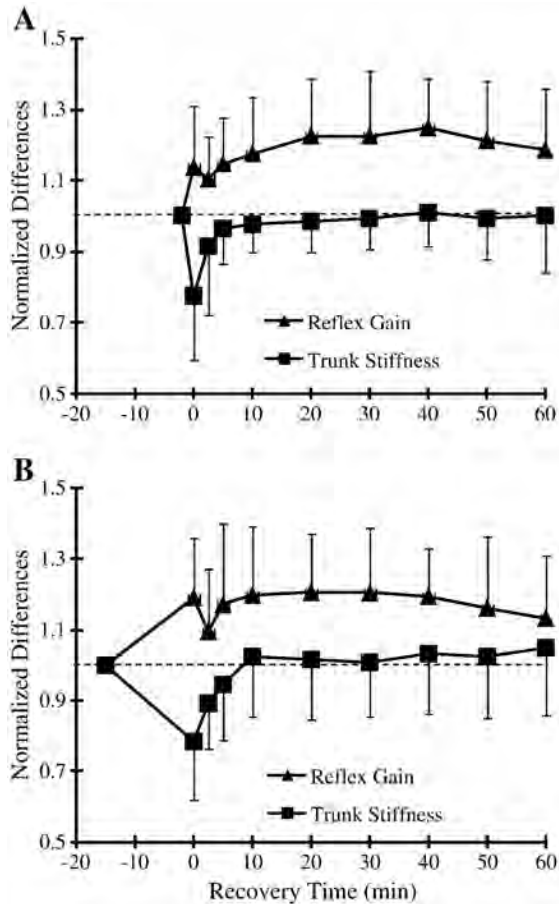 A
1.5
1.3
1.1
0.9
0.7
0.5
Normalized Differences
Reflex Gain
Trunk Stiffness
-20 -10 0 10 20 30 40 50 60
B
1.5
1.3
1.1
0.9
0.7
0.5
Normalized Differences
Reflex Gain
Trunk Stiffness
-20 -10 0 10 20 30 40 50 60
Recovery Time (min)